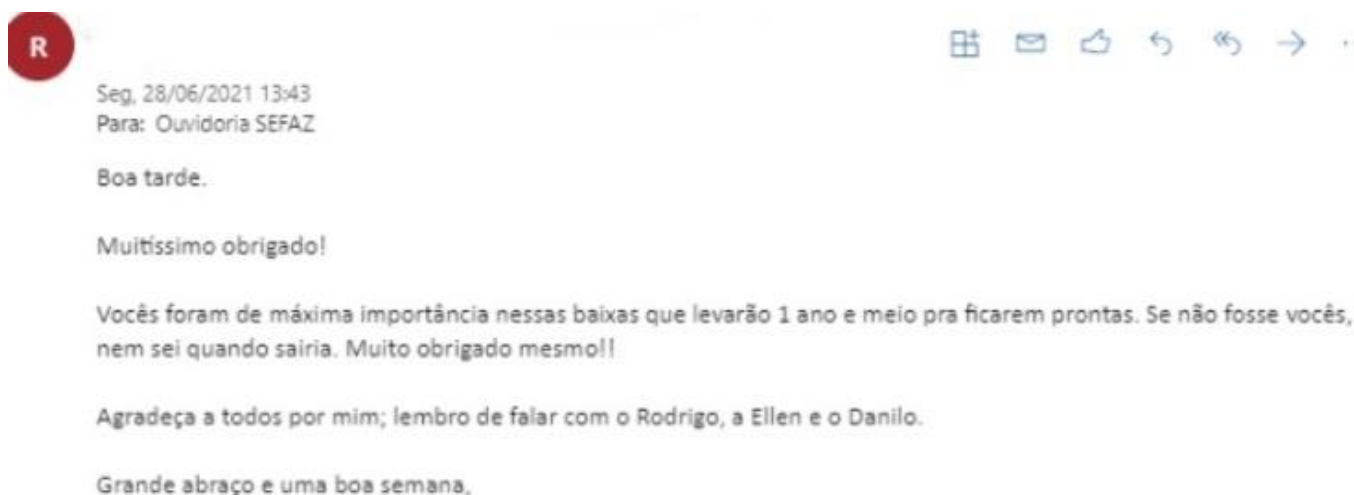 R
Seg, 28/06/2021 13:43
Para: Ouvidoria SEFAZ
Boa tarde.
Muitíssimo obrigado!
Vocês foram de máxima importância nessas baixas que levarão 1 ano e meio pra ficarem prontas. Se não fosse vocês,
nem sei quando sairia. Muito obrigado mesmo!!
Agradeça a todos por mim; lembro de falar com o Rodrigo, a Ellen e o Danilo.
Grande abraço e uma boa semana,